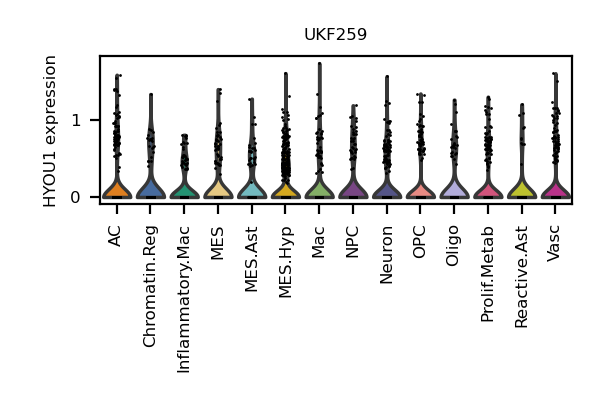 UKF259
HYOU1 expression
1
0
AC
Chromatin.Reg
Inflammatory.Mac
MES
MES.Ast
MES.Hyp
Mac
NPC
Neuron
OPC
Oligo
Prolif.Metab
Reactive.Ast
Vasc